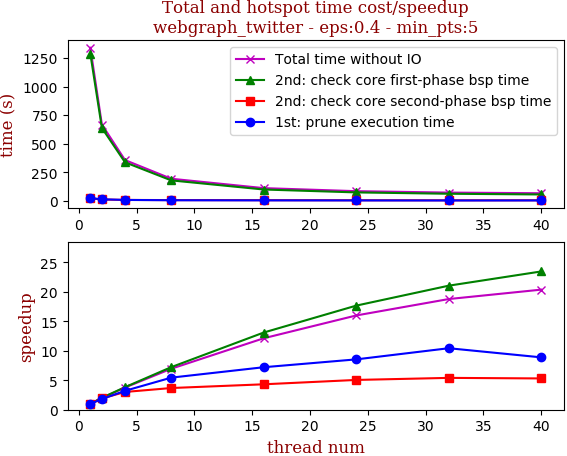 Total and hotspot time cost/speedup
webgraph_twitter - eps:0.4 - min_pts:5
time (s)
1250
1000
750
500
250
0
Total time without IO
2nd: check core first-phase bsp time
2nd: check core second-phase bsp time
1st: prune execution time
0 5 10 15 20 25 30 35 40
speedup
25
20
15
10
5
0
0 5 10 15 20 25 30 35 40
thread num